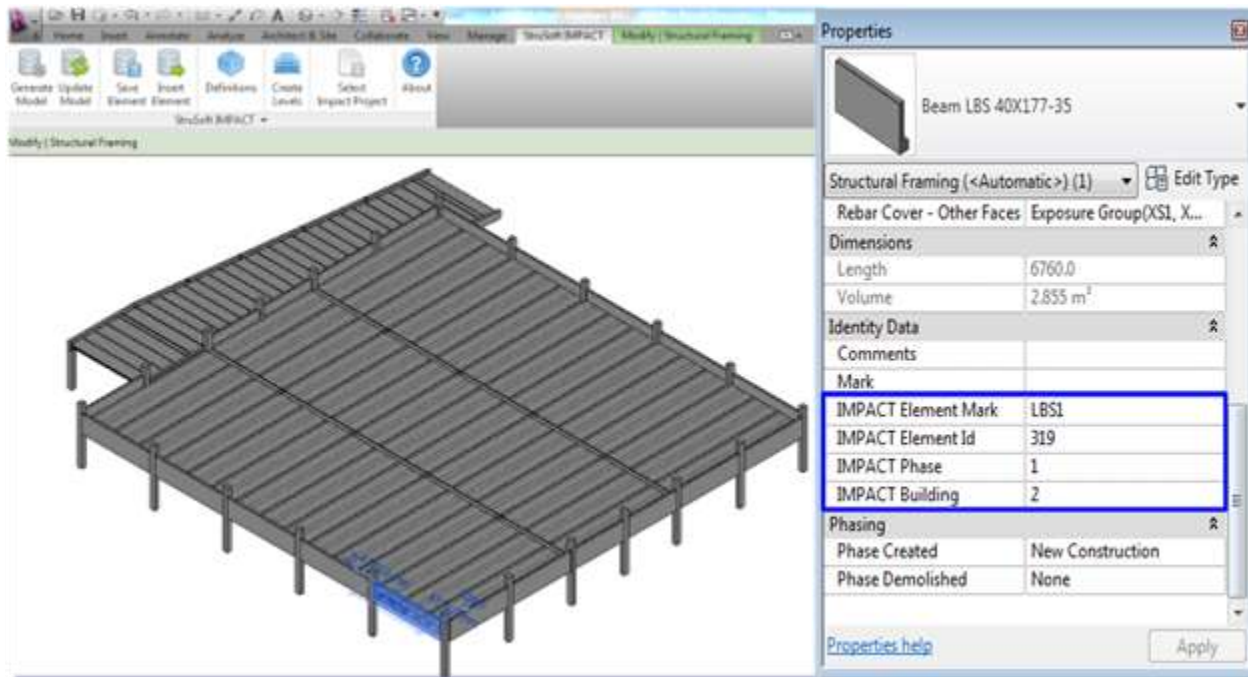 Home Insert Annotate Analyze Architect & Site Collaborate View Manage StruSoft IMPACT Modify | Structural Framing
Generate Model
Update Model
Save Element
Insert Element
Definitions
Create Levels
Select Impact Project
About
StruSoft IMPACT
Modify | Structural Framing
Properties
Beam LBS 40X177-35
Structural Framing (<Automatic>) (1) Edit Type
Rebar Cover - Other Faces Exposure Group(XS1, X...
Dimensions
Length 6760.0
Volume 2.855 m³
Identity Data
Comments
Mark
IMPACT Element Mark LBS1
IMPACT Element Id 319
IMPACT Phase 1
IMPACT Building 2
Phasing
Phase Created New Construction
Phase Demolished None
Properties help Apply